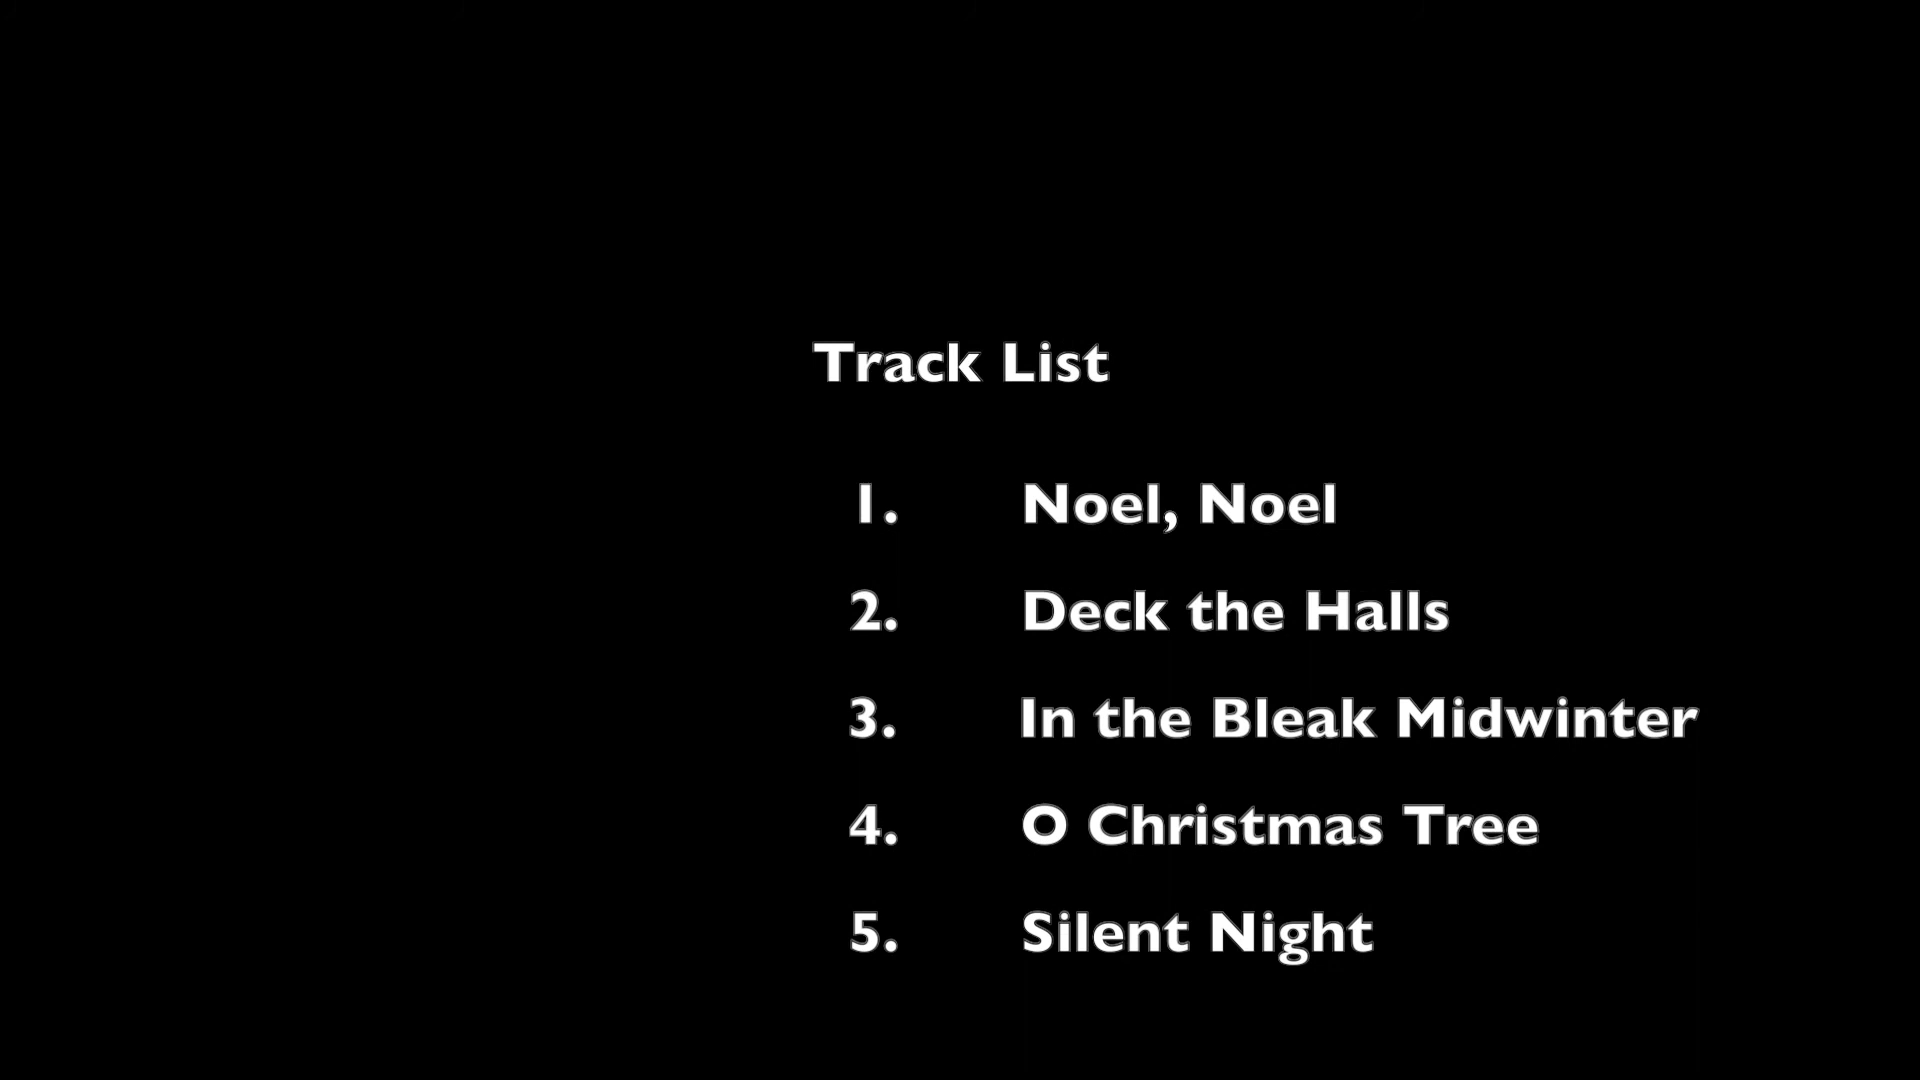 Track List
1. Noel, Noel
2. Deck the Halls
3. In the Bleak Midwinter
4. O Christmas Tree
5. Silent Night